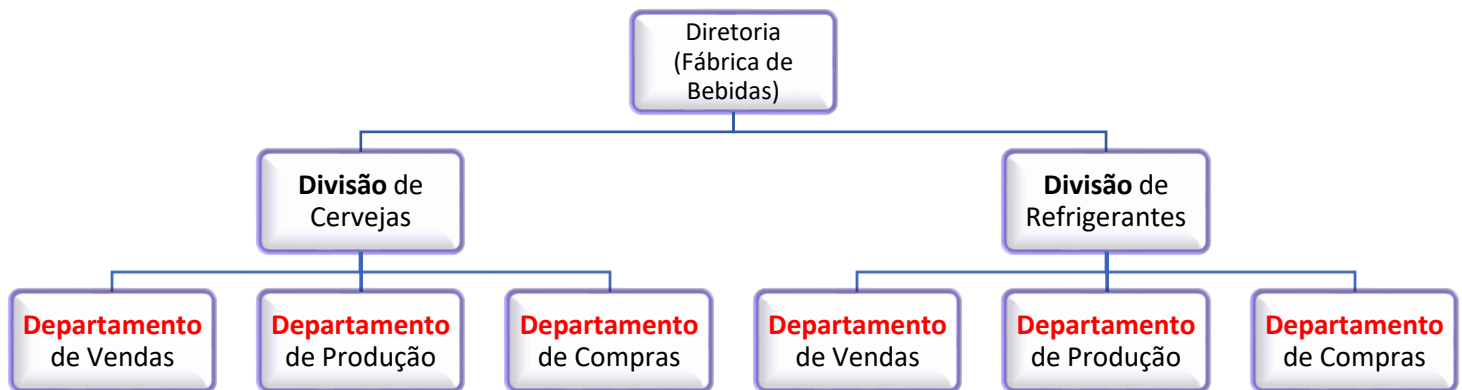 Diretoria
(Fábrica de
Bebidas)
Divisão de
Cervejas
Divisão de
Refrigerantes
Departamento
de Vendas
Departamento
de Produção
Departamento
de Compras
Departamento
de Vendas
Departamento
de Produção
Departamento
de Compras